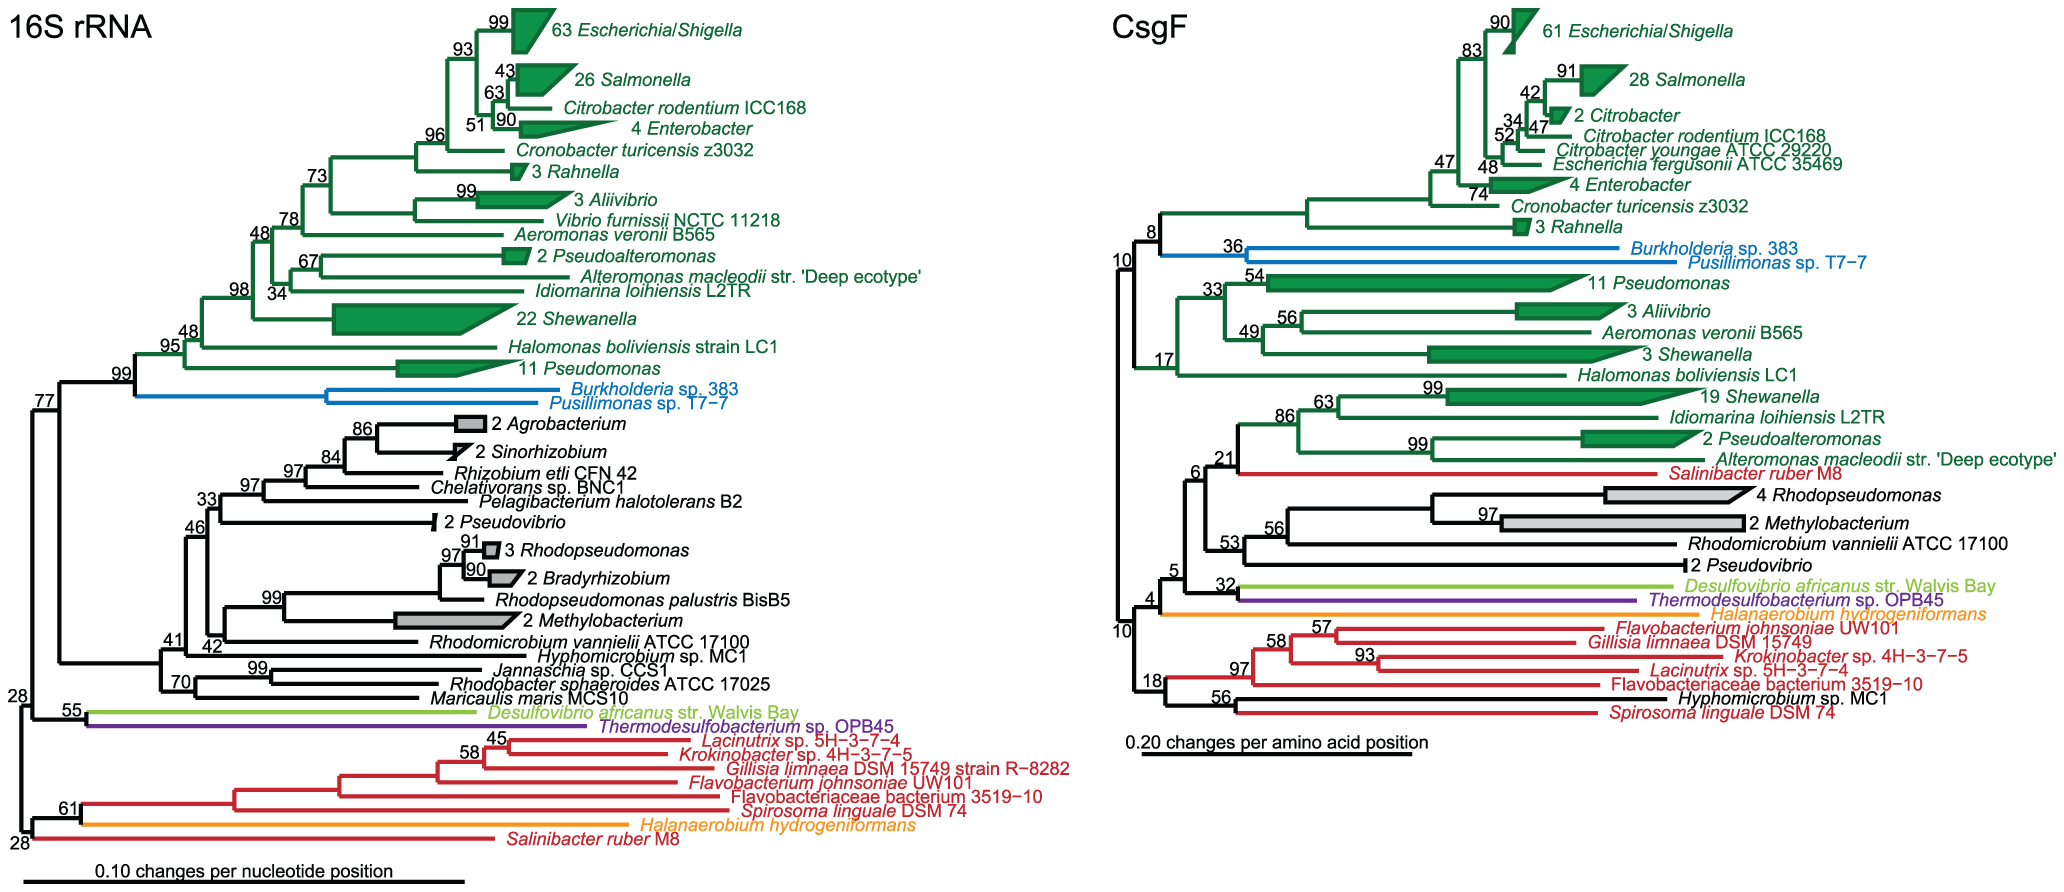 16S rRNA
99
63 Escherichia/Shigella
93
43
26 Salmonella
63
Citrobacter rodentium ICC168
51
90
4 Enterobacter
96
Cronobacter turicensis z3032
3 Rahnella
73
99
3 Aliivibrio
78
Vibrio furnissii NCTC 11218
48
Aeromonas veronii B565
67
2 Pseudoalteromonas
Alteromonas macleodii str. 'Deep ecotype'
98
34
Idiomarina loihiensis L2TR
22 Shewanella
48
95
Halomonas boliviensis strain LC1
99
11 Pseudomonas
Burkholderia sp. 383
77
Pusillimonas sp. T7−7
86
2 Agrobacterium
84
2 Sinorhizobium
97
Rhizobium etli CFN 42
97
Chelativorans sp. BNC1
33
Pelagibacterium halotolerans B2
46
2 Pseudovibrio
91
97
3 Rhodopseudomonas
90
2 Bradyrhizobium
99
Rhodopseudomonas palustris BisB5
2 Methylobacterium
41
42
Rhodomicrobium vannielii ATCC 17100
Hyphomicrobium sp. MC1
99
Jannaschia sp. CCS1
70
Rhodobacter sphaeroides ATCC 17025
28
Maricaulis maris MCS10
55
Desulfovibrio africanus str. Walvis Bay
Thermodesulfobacterium sp. OPB45
45
Lacinutrix sp. 5H−3−7−4
58
Krokinobacter sp. 4H−3−7−5
Gillisia limnaea DSM 15749 strain R−8282
Flavobacterium johnsoniae UW101
Flavobacteriaceae bacterium 3519−10
61
Spirosoma linguale DSM 74
Halanaerobium hydrogeniformans
28
Salinibacter ruber M8
0.10 changes per nucleotide position
CsgF
90
61 Escherichia/Shigella
83
91
28 Salmonella
42
2 Citrobacter
34
47
52
Citrobacter rodentium ICC168
Citrobacter youngae ATCC 29220
47
48
Escherichia fergusonii ATCC 35469
74
4 Enterobacter
Cronobacter turicensis z3032
3 Rahnella
8
36
Burkholderia sp. 383
10
Pusillimonas sp. T7−7
54
11 Pseudomonas
33
3 Aliivibrio
56
49
Aeromonas veronii B565
3 Shewanella
17
Halomonas boliviensis LC1
99
19 Shewanella
63
86
Idiomarina loihiensis L2TR
99
2 Pseudoalteromonas
21
Alteromonas macleodii str. 'Deep ecotype'
6
Salinibacter ruber M8
4 Rhodopseudomonas
97
2 Methylobacterium
56
53
Rhodomicrobium vannielii ATCC 17100
2 Pseudovibrio
5
32
Desulfovibrio africanus str. Walvis Bay
4
Thermodesulfobacterium sp. OPB45
Halanaerobium hydrogeniformans
10
57
Flavobacterium johnsoniae UW101
58
Gillisia limnaea DSM 15749
93
Krokinobacter sp. 4H−3−7−5
97
Lacinutrix sp. 5H−3−7−4
18
Flavobacteriaceae bacterium 3519−10
56
Hyphomicrobium sp. MC1
Spirosoma linguale DSM 74
0.20 changes per amino acid position